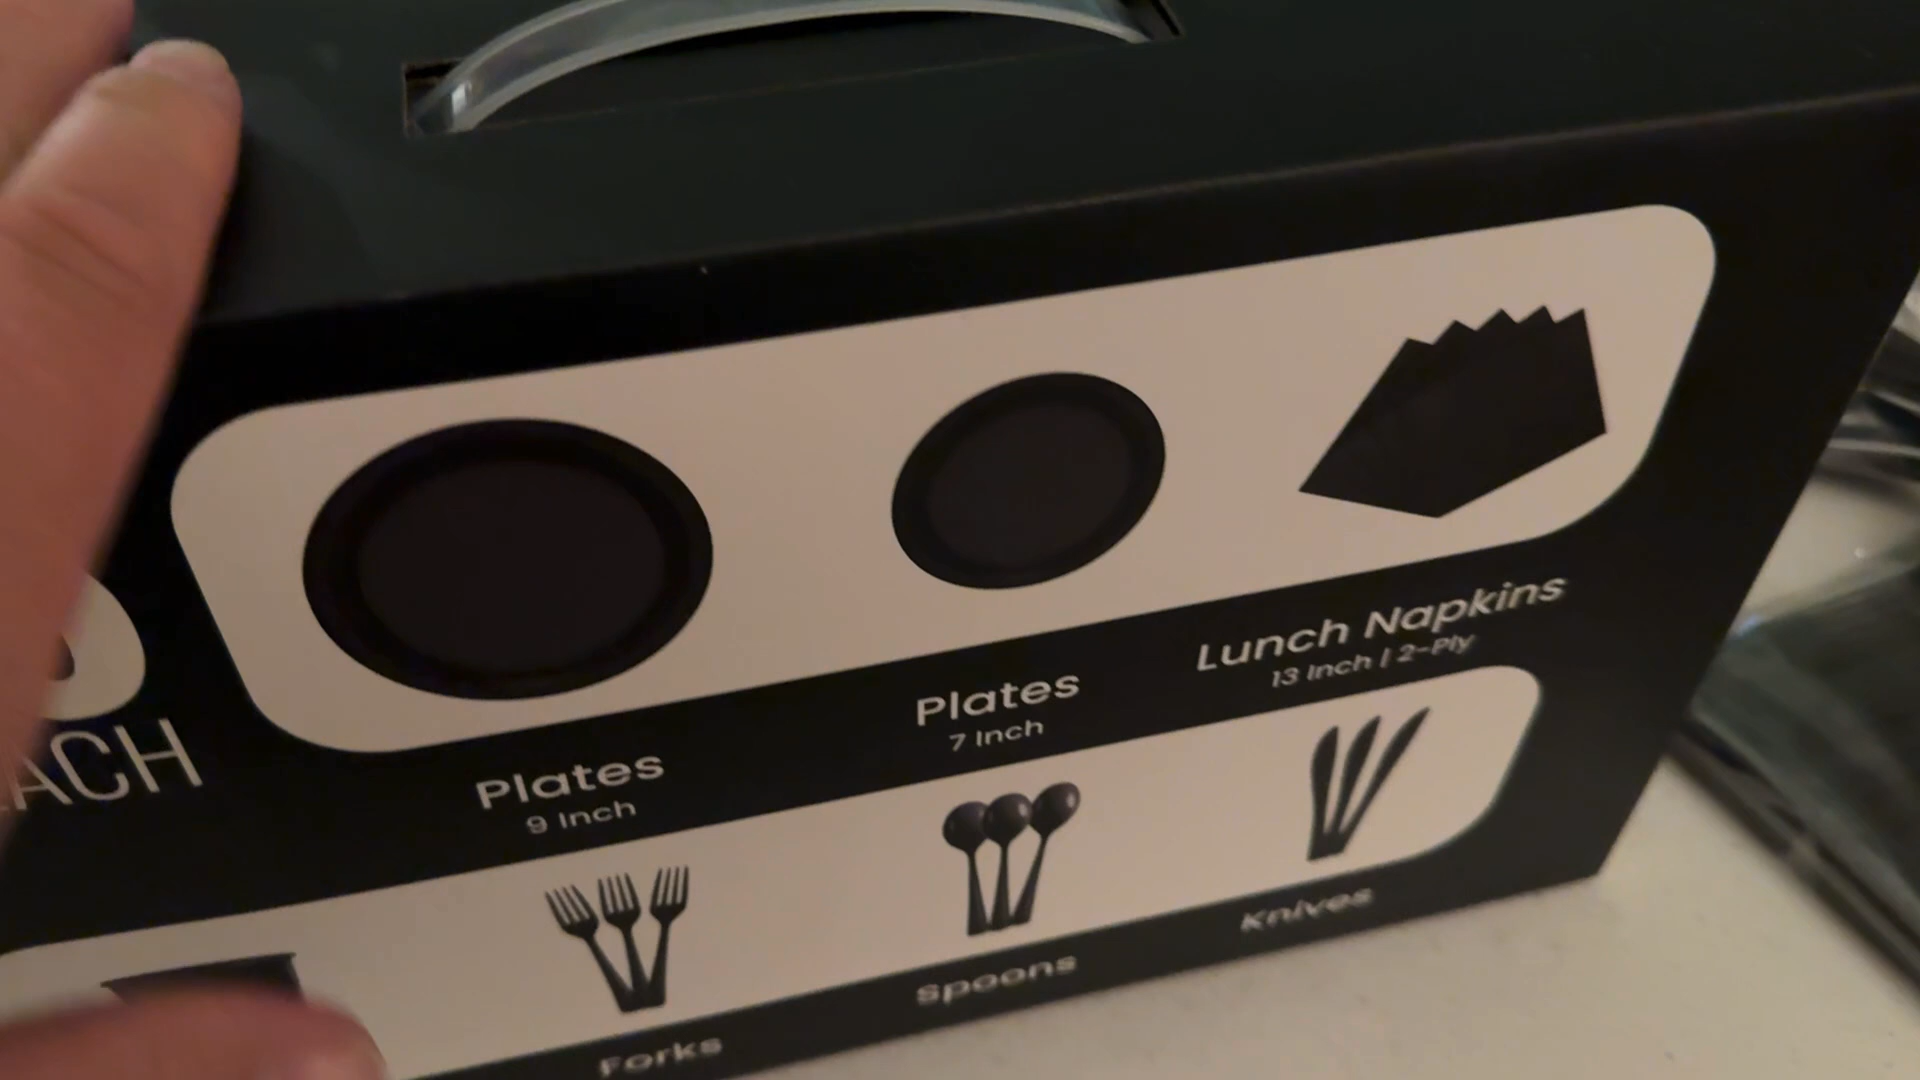 Plates
9 Inch
Plates
7 Inch
Lunch Napkins
13 Inch | 2-Ply
ACH
Forks
Spoons
Knives